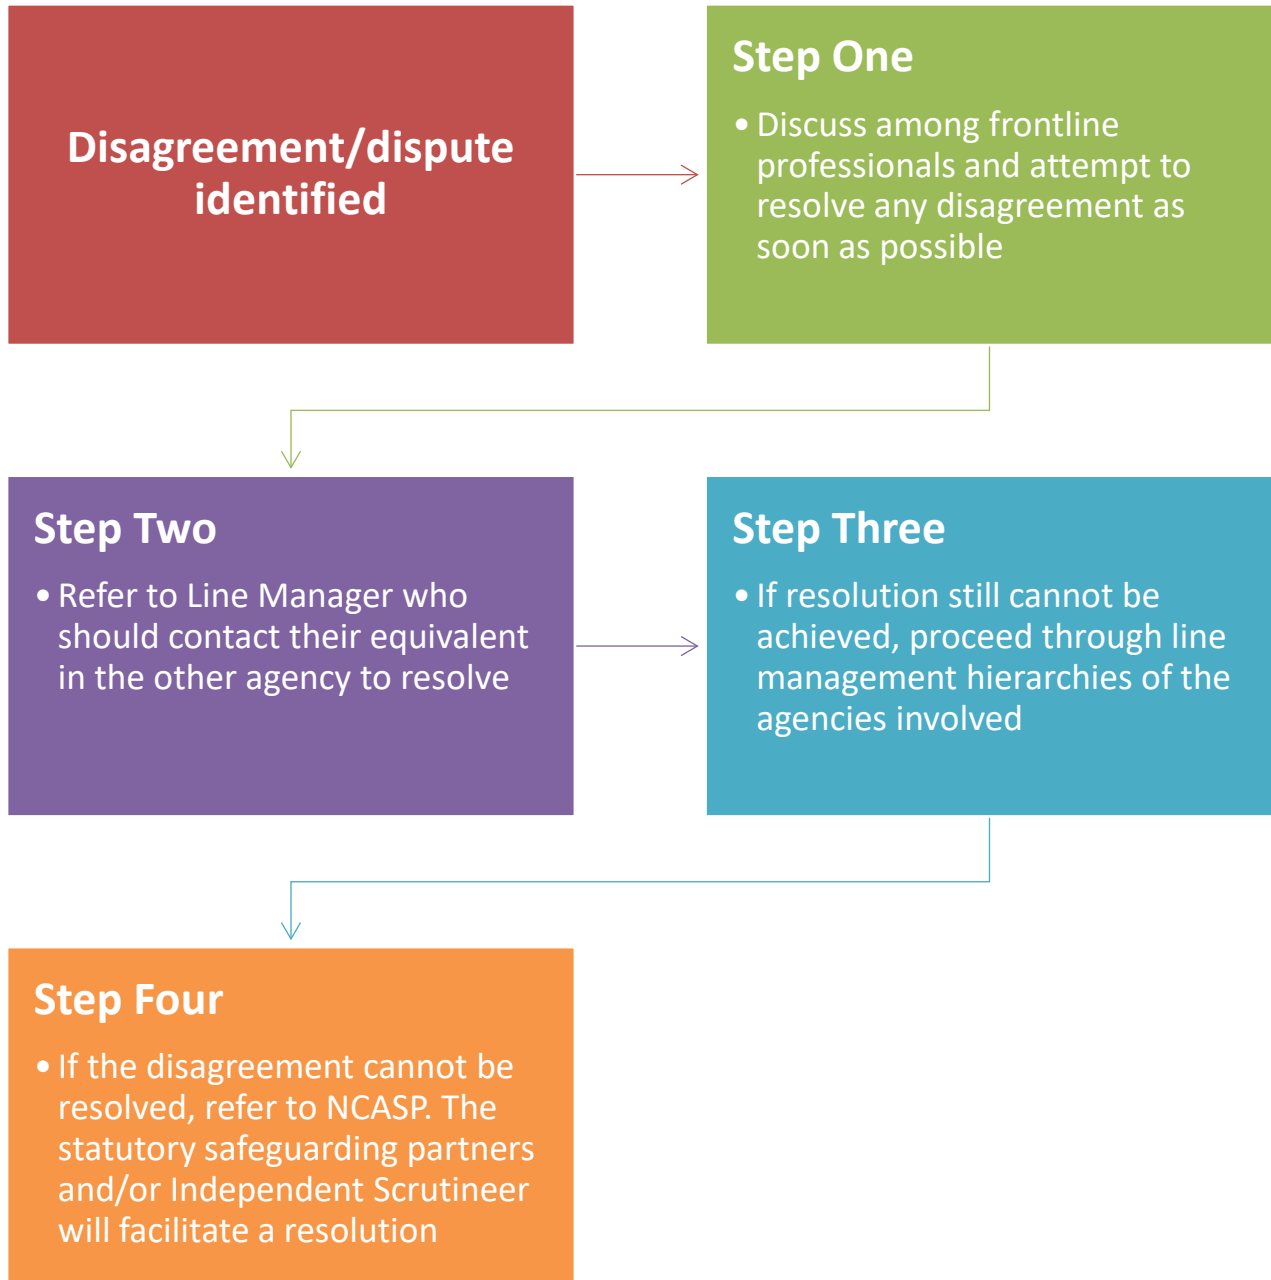 Disagreement/dispute
identified
Step One
• Discuss among frontline
professionals and attempt to
resolve any disagreement as
soon as possible
Step Two
• Refer to Line Manager who
should contact their equivalent
in the other agency to resolve
Step Three
• If resolution still cannot be
achieved, proceed through line
management hierarchies of the
agencies involved
Step Four
• If the disagreement cannot be
resolved, refer to NCASP. The
statutory safeguarding partners
and/or Independent Scrutineer
will facilitate a resolution